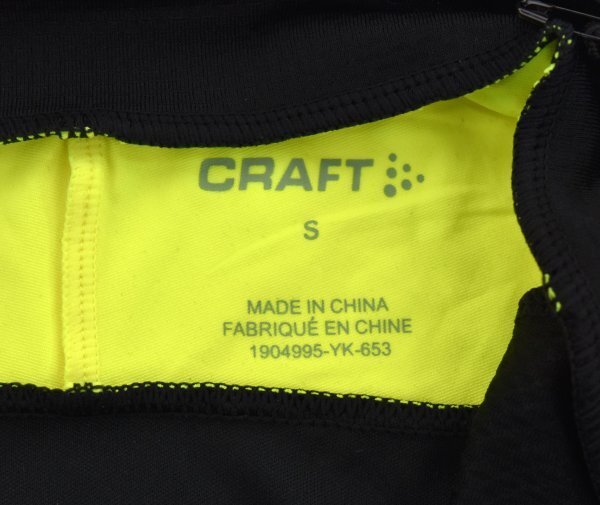 CRAFT
S
MADE IN CHINA
FABRIQUÉ EN CHINE
1904995-YK-653